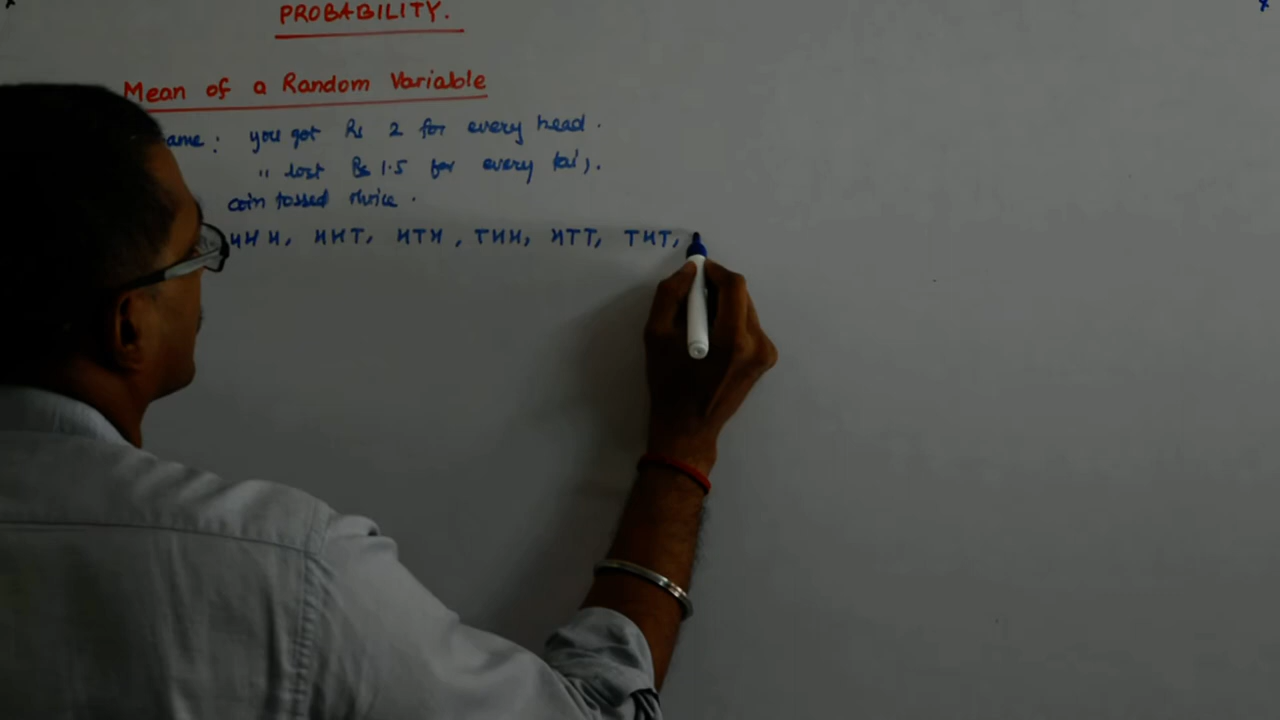 PROBABILITY.
Mean of a Random Variable
ame: you got Rs 2 for every head.
" lost Rs 1.5 for every tail.
coin tossed thrice.
HHH, HHT, HTH, THH, HTT, THT,